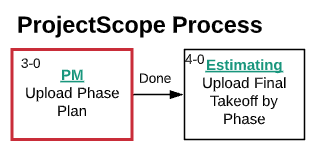 ProjectScope Process
3-0
PM
Upload Phase
Plan
Done
4-0
Estimating
Upload Final
Takeoff by
Phase